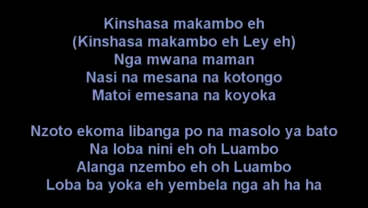 Kinshasa makambo eh
(Kinshasa makambo eh Ley eh)
Nga mwana maman
Nasi na mesana na kotongo
Matoi emesana na koyoka
Nzoto ekoma libanga po na masolo ya bato
Na loba nini eh oh Luambo
Alanga nzembo eh oh Luambo
Loba ba yoka eh yembela nga ah ha ha